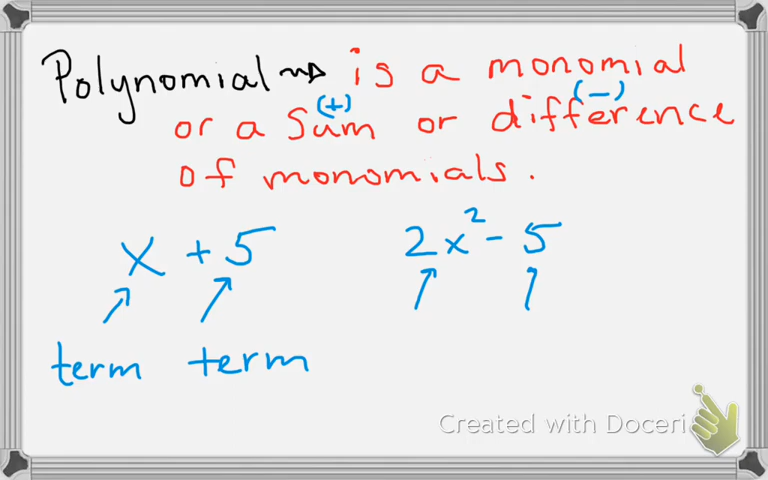 Polynomial → is a monomial
(+) (-)
or a sum or difference
of monomials.
x + 5 2x² - 5
term term
Created with Doceri